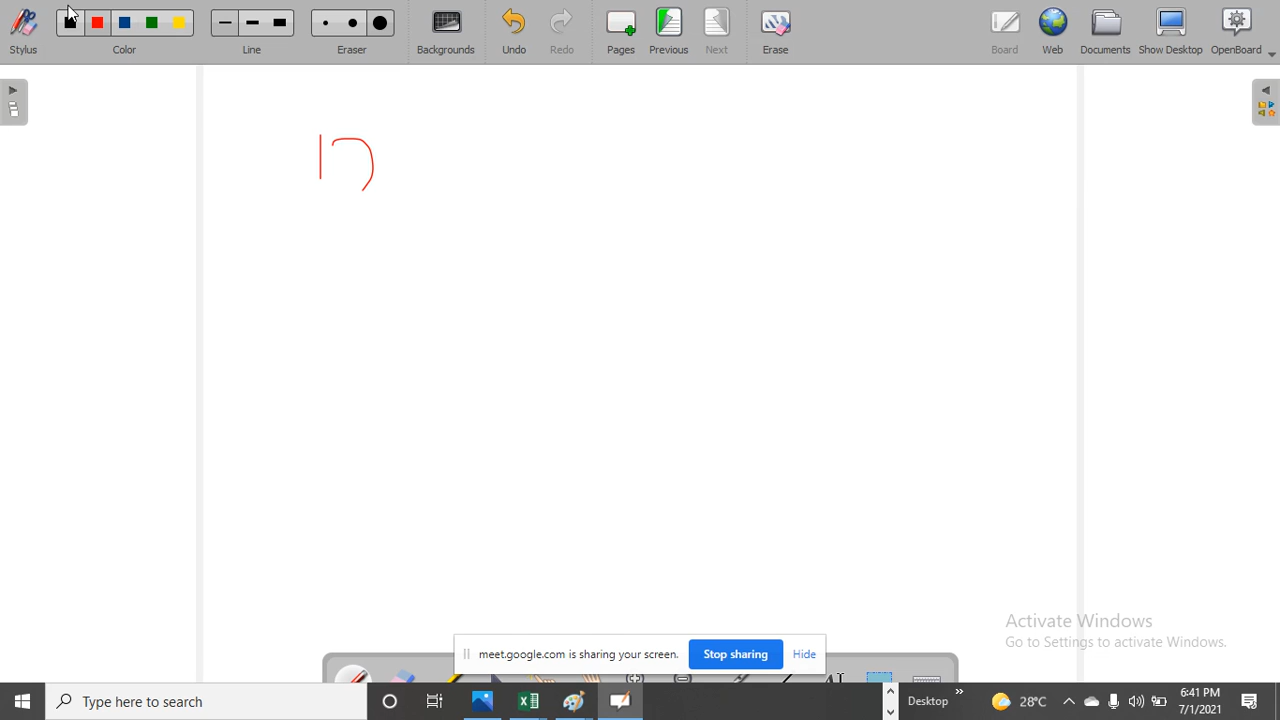 Stylus
Color
Line
Eraser
Backgrounds
Undo
Redo
Pages
Previous
Next
Erase
Board
Web
Documents
Show Desktop
OpenBoard
1)
Activate Windows
Go to Settings to activate Windows.
meet.google.com is sharing your screen.
Stop sharing
Hide
Type here to search
Desktop
28°C
6:41 PM
7/1/2021